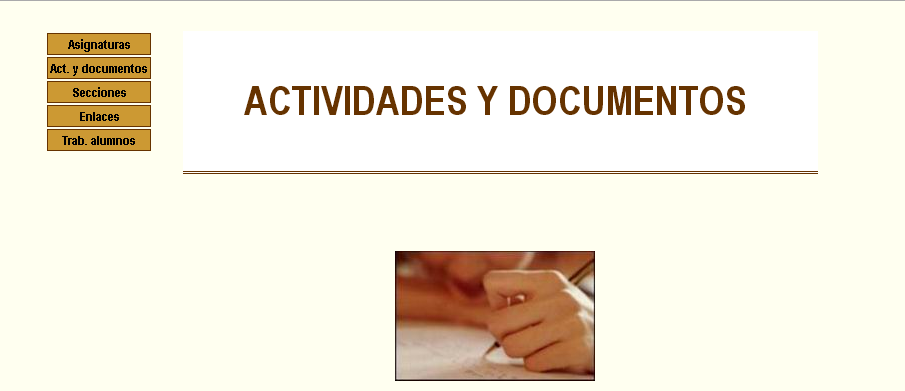 Asignaturas
Act. y documentos
Secciones
Enlaces
Trab. alumnos
ACTIVIDADES Y DOCUMENTOS